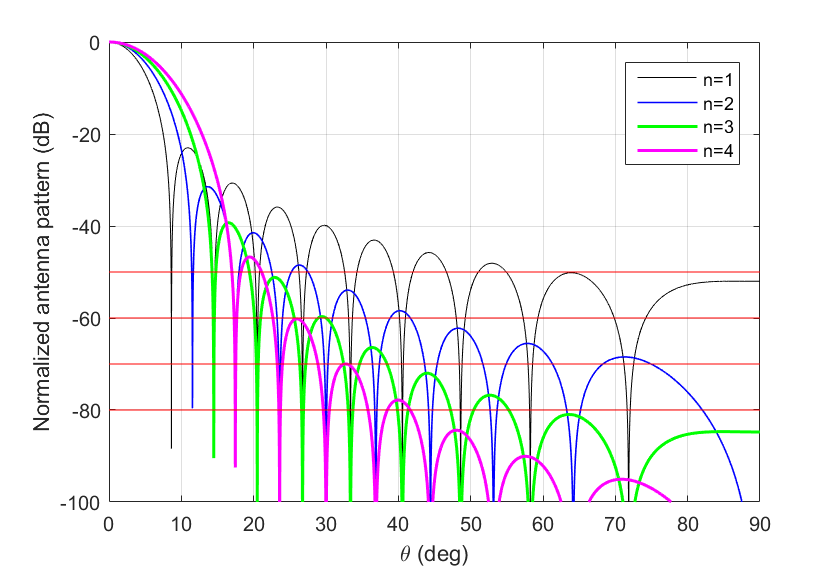 Normalized antenna pattern (dB)
0
-20
-40
-60
-80
-100
n=1
n=2
n=3
n=4
0 10 20 30 40 50 60 70 80 90
θ (deg)